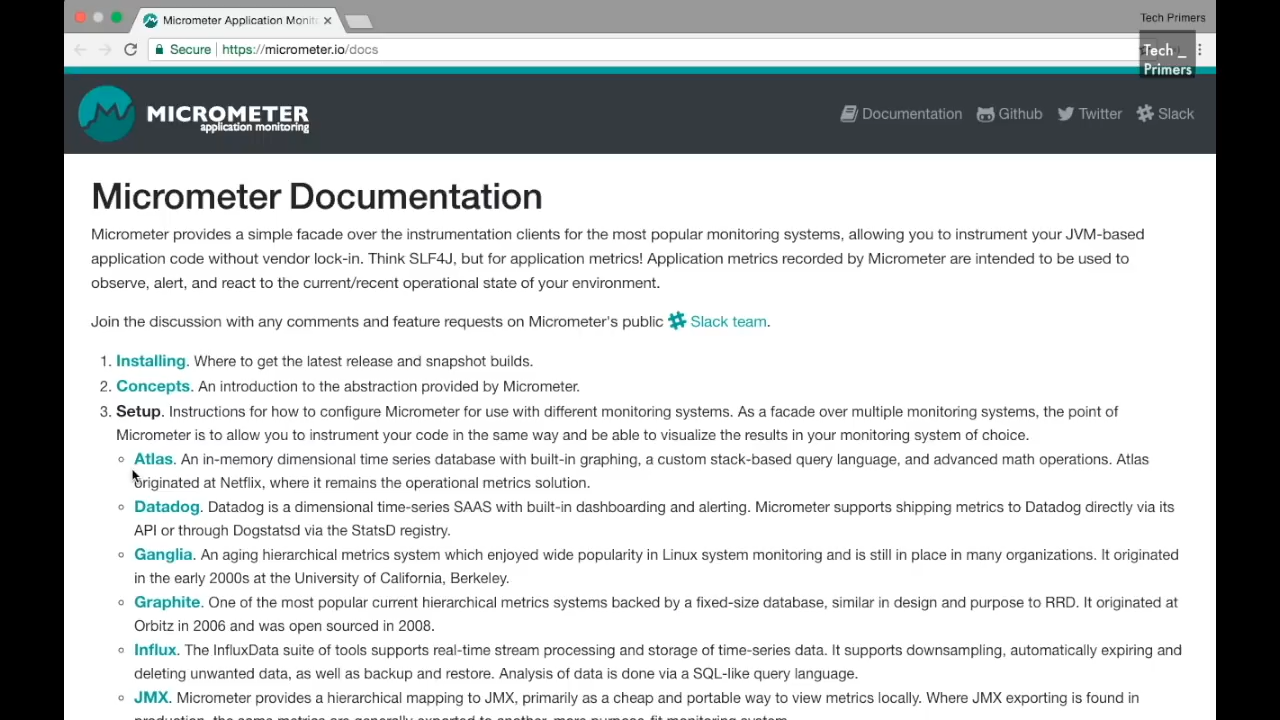 Micrometer Application Monit
Tech Primers
Secure https://micrometer.io/docs
Tech _
Primers
MICROMETER
application monitoring
Documentation Github Twitter Slack
Micrometer Documentation
Micrometer provides a simple facade over the instrumentation clients for the most popular monitoring systems, allowing you to instrument your JVM-based
application code without vendor lock-in. Think SLF4J, but for application metrics! Application metrics recorded by Micrometer are intended to be used to
observe, alert, and react to the current/recent operational state of your environment.
Join the discussion with any comments and feature requests on Micrometer's public Slack team.
1. Installing. Where to get the latest release and snapshot builds.
2. Concepts. An introduction to the abstraction provided by Micrometer.
3. Setup. Instructions for how to configure Micrometer for use with different monitoring systems. As a facade over multiple monitoring systems, the point of
Micrometer is to allow you to instrument your code in the same way and be able to visualize the results in your monitoring system of choice.
Atlas. An in-memory dimensional time series database with built-in graphing, a custom stack-based query language, and advanced math operations. Atlas
originated at Netflix, where it remains the operational metrics solution.
Datadog. Datadog is a dimensional time-series SAAS with built-in dashboarding and alerting. Micrometer supports shipping metrics to Datadog directly via its
API or through Dogstatsd via the StatsD registry.
Ganglia. An aging hierarchical metrics system which enjoyed wide popularity in Linux system monitoring and is still in place in many organizations. It originated
in the early 2000s at the University of California, Berkeley.
Graphite. One of the most popular current hierarchical metrics systems backed by a fixed-size database, similar in design and purpose to RRD. It originated at
Orbitz in 2006 and was open sourced in 2008.
Influx. The InfluxData suite of tools supports real-time stream processing and storage of time-series data. It supports downsampling, automatically expiring and
deleting unwanted data, as well as backup and restore. Analysis of data is done via a SQL-like query language.
JMX. Micrometer provides a hierarchical mapping to JMX, primarily as a cheap and portable way to view metrics locally. Where JMX exporting is found in
production, the same metrics are generally exported to another, more purpose-fit monitoring system.